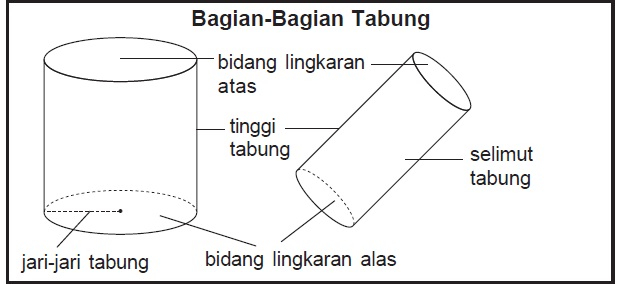 Bagian-Bagian Tabung
bidang lingkaran
atas
tinggi
tabung
selimut
tabung
jari-jari tabung
bidang lingkaran alas